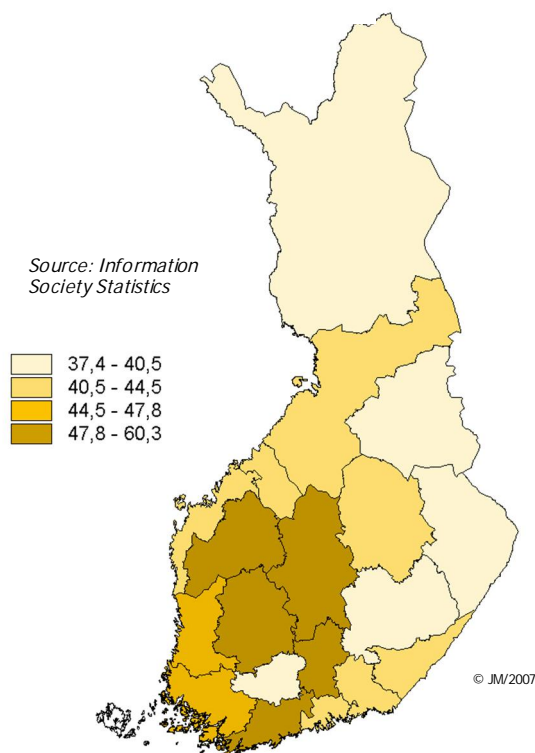 Source: Information
Society Statistics
37,4 - 40,5
40,5 - 44,5
44,5 - 47,8
47,8 - 60,3
© JM/2007